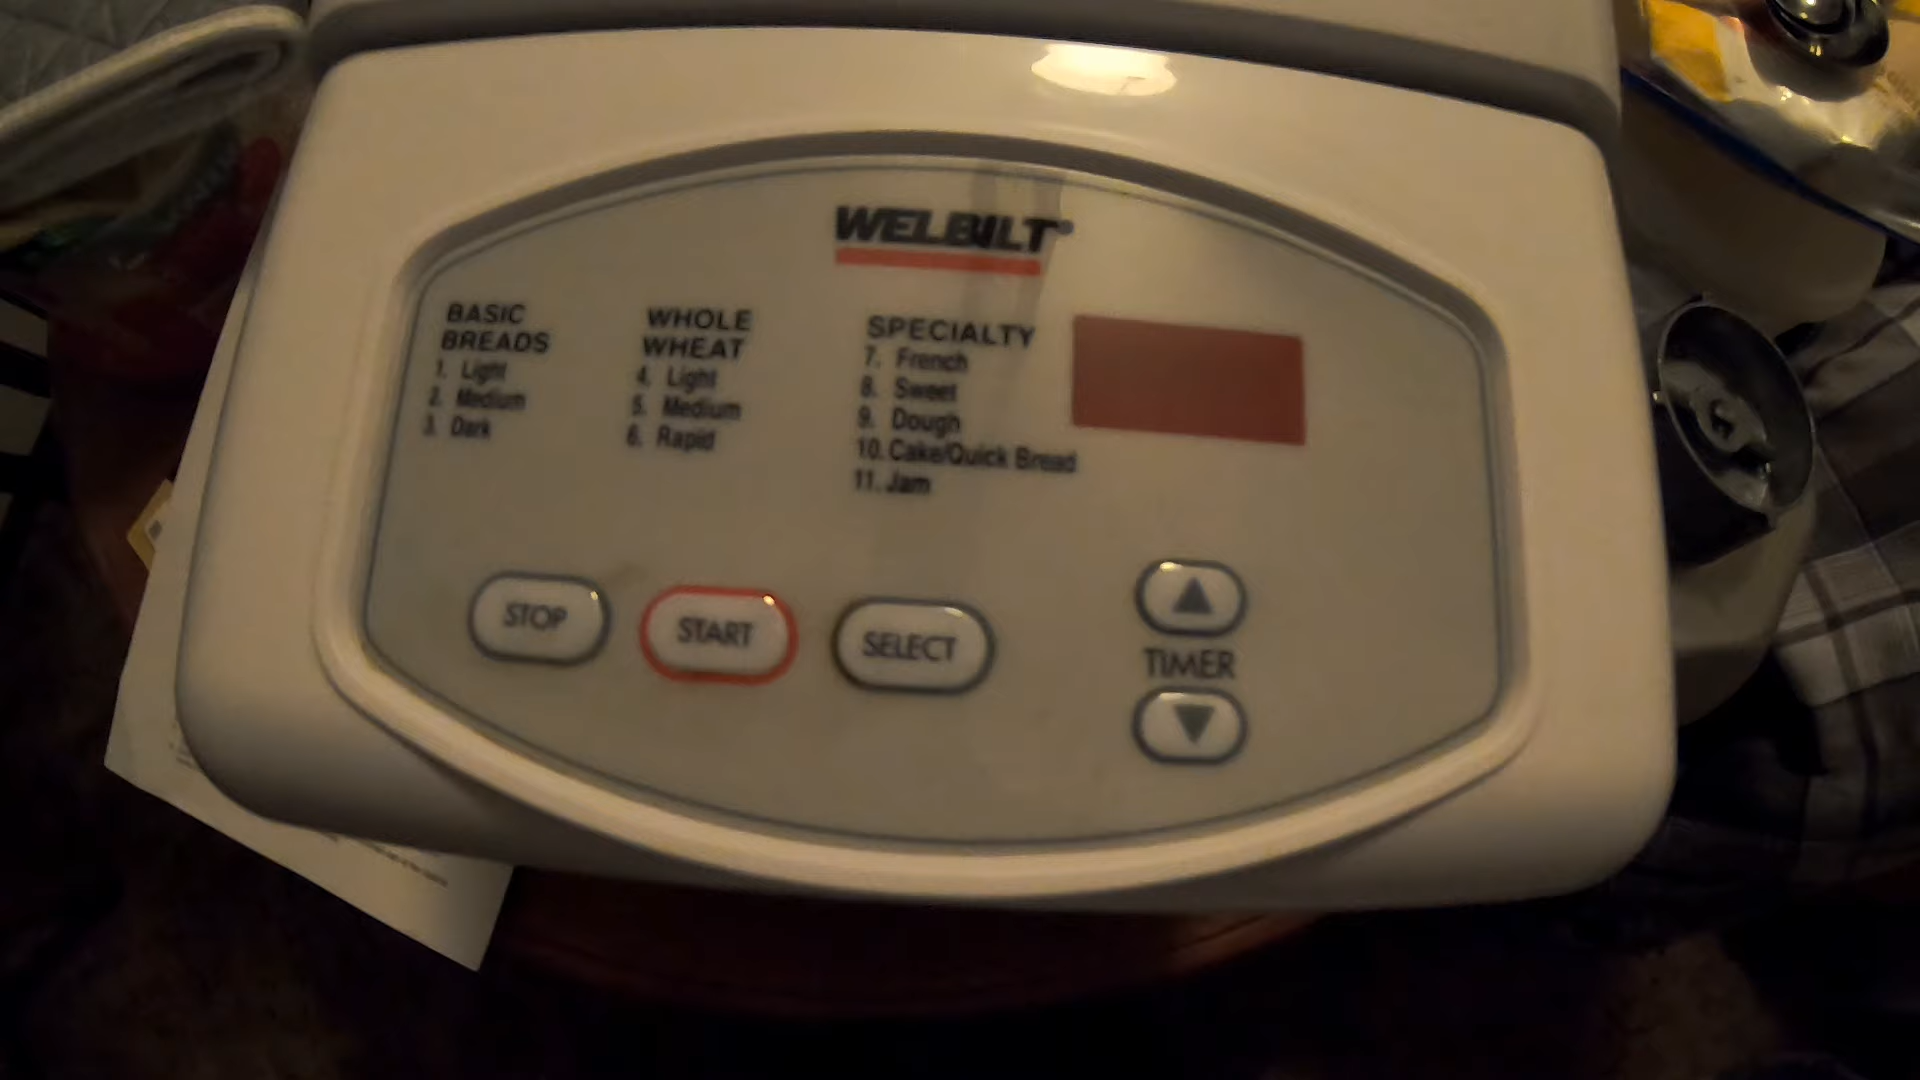 WELBILT®
BASIC
BREADS
1. Light
2. Medium
3. Dark
WHOLE
WHEAT
4. Light
5. Medium
6. Rapid
SPECIALTY
7. French
8. Sweet
9. Dough
10. Cake/Quick Bread
11. Jam
STOP
START
SELECT
TIMER